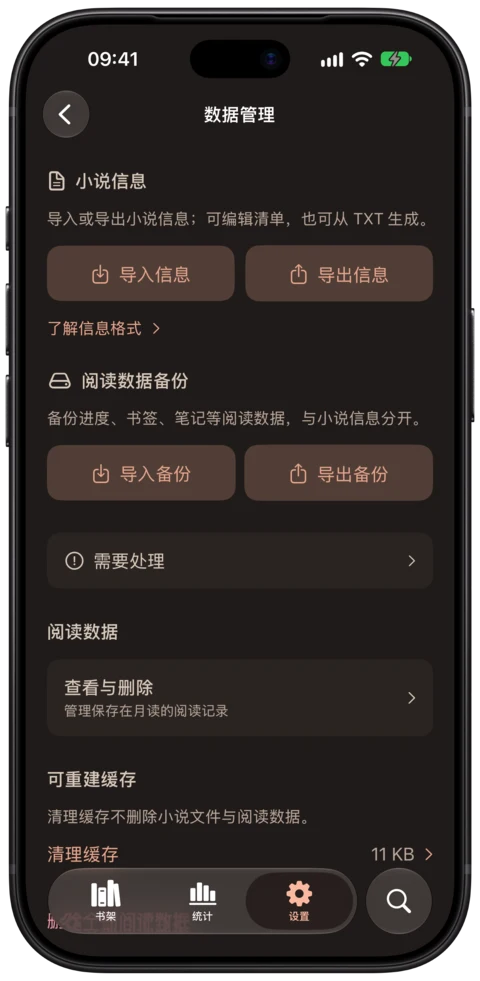 09:41
数据管理
小说信息
导入或导出小说信息；可编辑清单，也可从 TXT 生成。
导入信息
导出信息
了解信息格式
阅读数据备份
备份进度、书签、笔记等阅读数据，与小说信息分开。
导入备份
导出备份
需要处理
阅读数据
查看与删除
管理保存在月读的阅读记录
可重建缓存
清理缓存不删除小说文件与阅读数据。
清理缓存
11 KB
书架
统计
设置